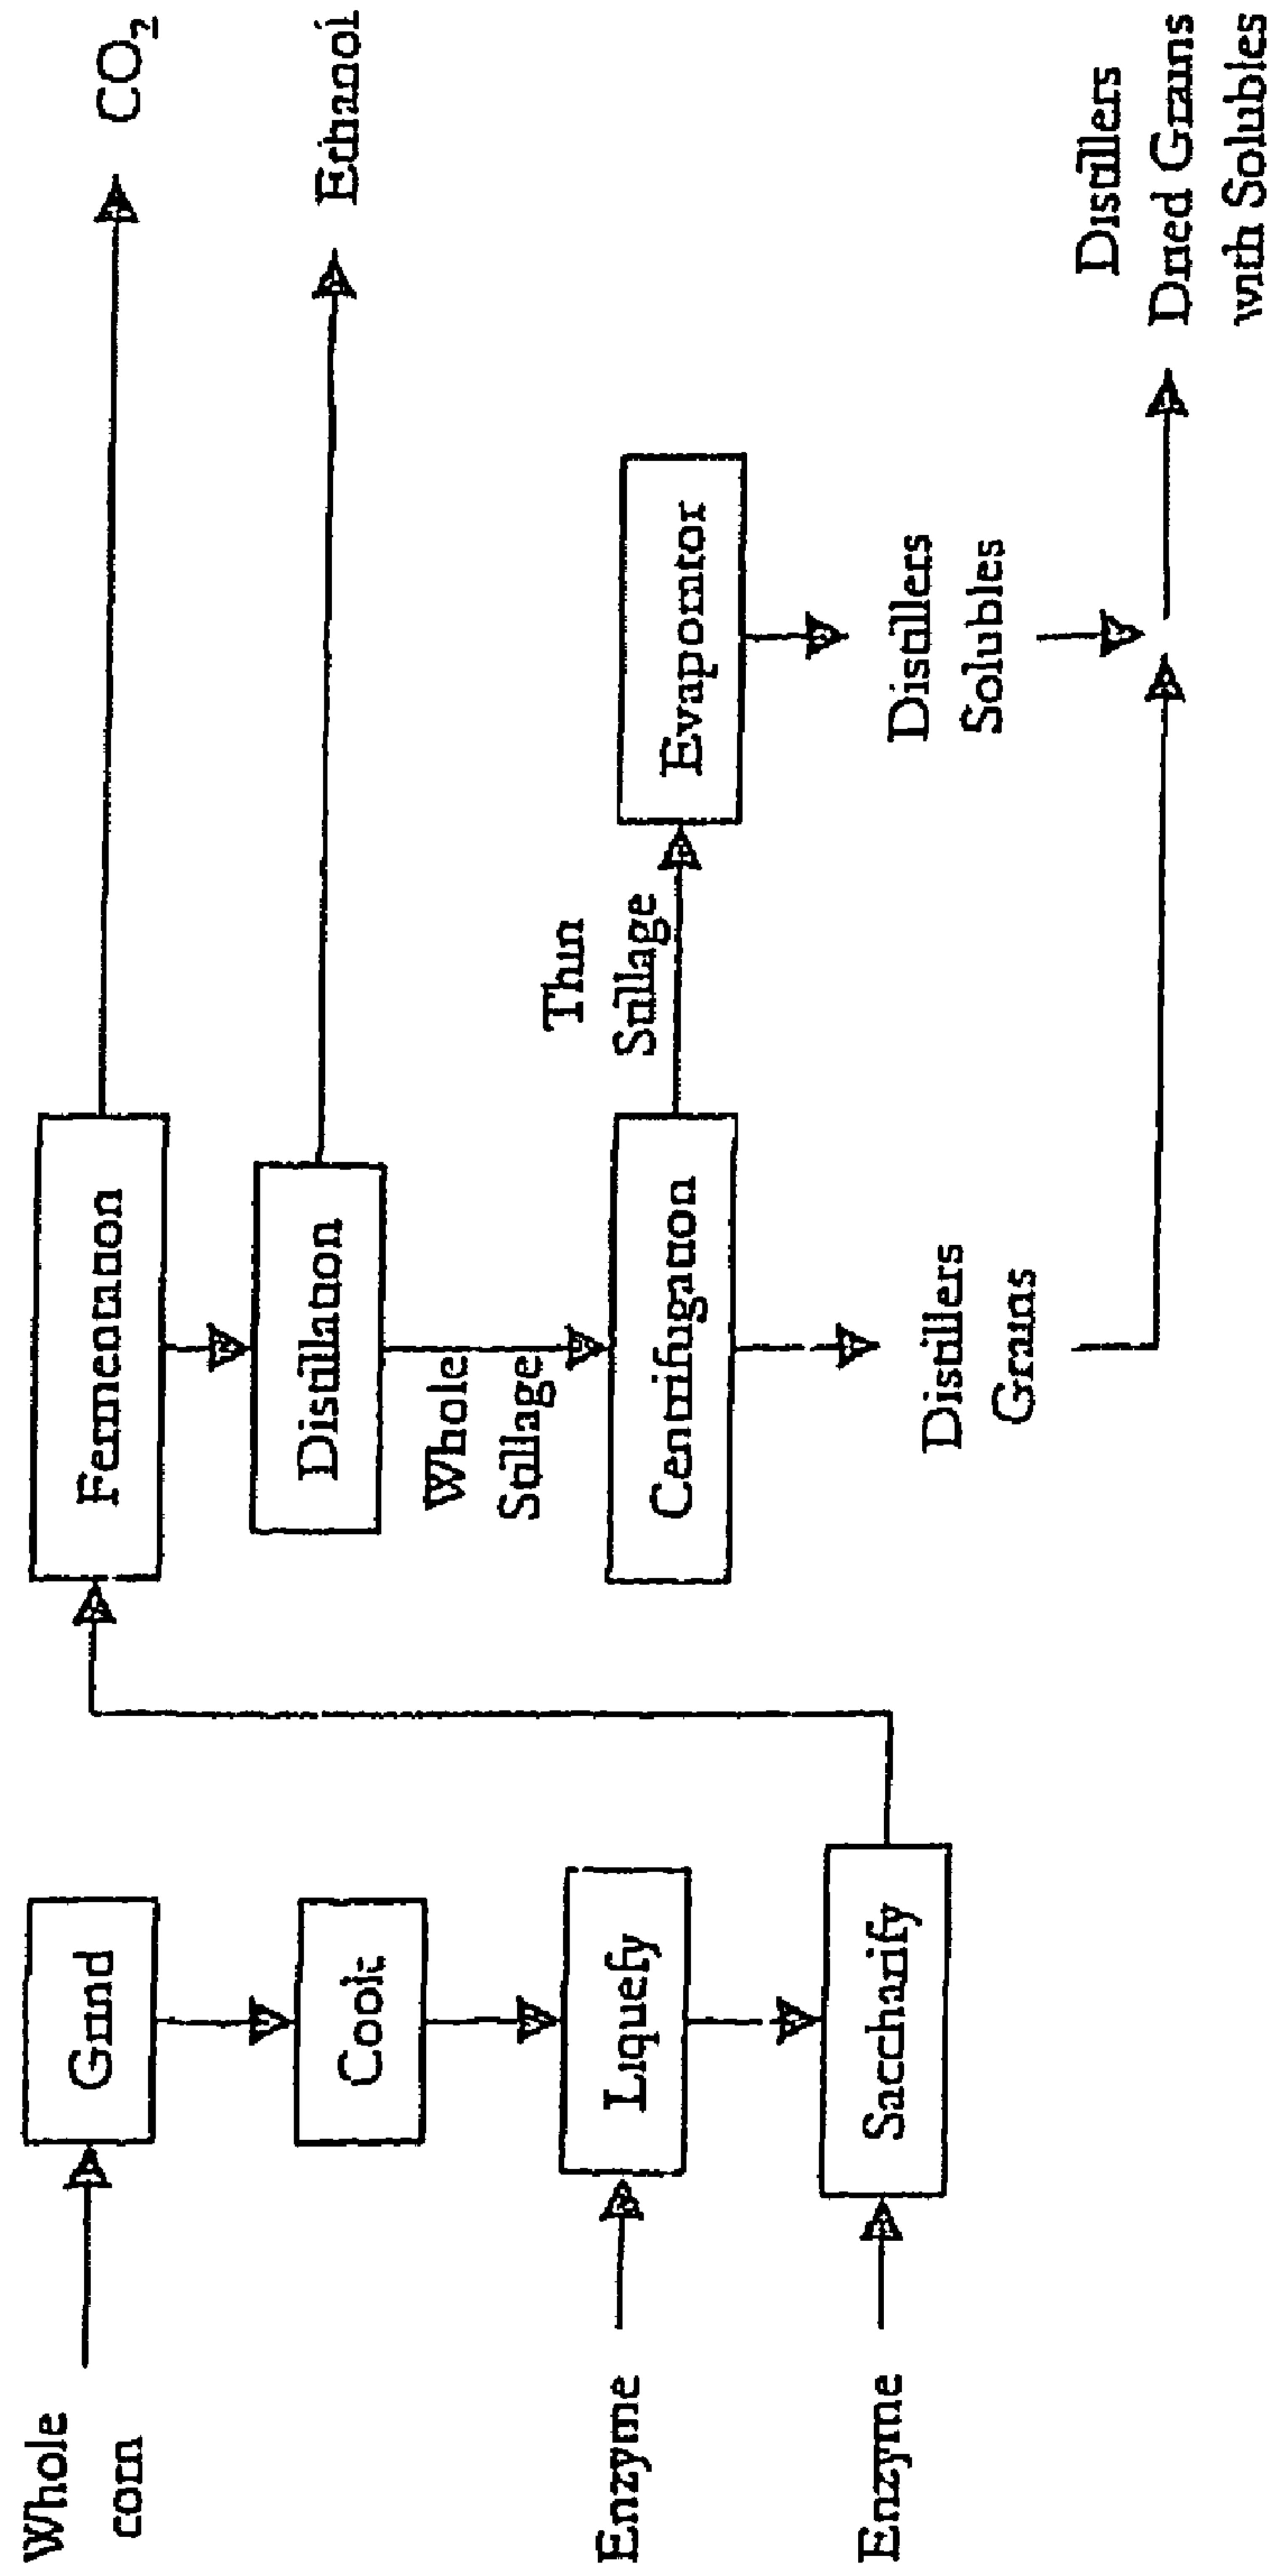 Whole
corn
Grind
Cook
Enzyme
Liquefy
Enzyme
Saccharify
Fermentation
CO₂
Distillation
Ethanol
Whole
Stillage
Centrifugation
Thin
Stillage
Evaporator
Distillers
Solubles
Distillers
Grains
Distillers
Dried Grains
with Solubles